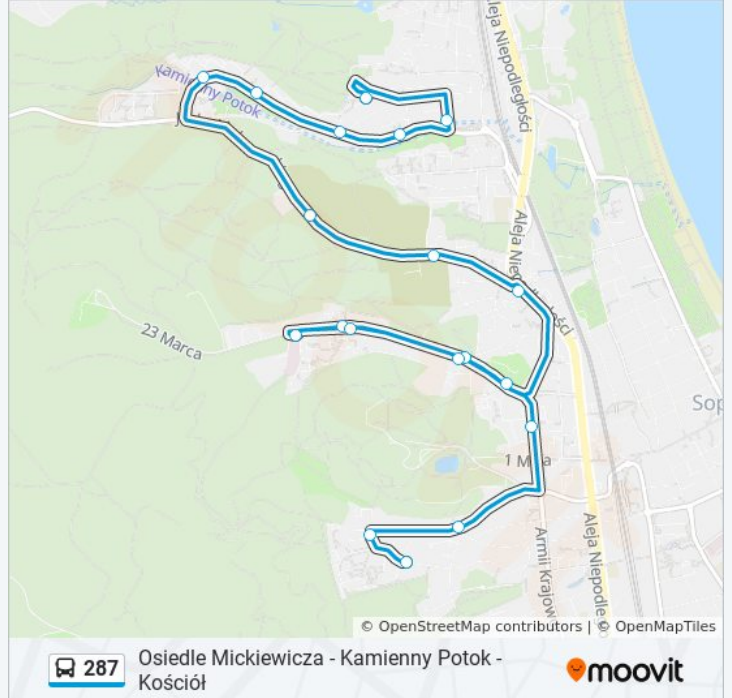 Aleja Niepodległości
Kamienny Potok
Aleja Niepodległości
23 Marca
Sop
1 Maja
Armii Krajow
Aleja Niepodle
© OpenStreetMap contributors | © OpenMapTiles
287
Osiedle Mickiewicza - Kamienny Potok -
Kościół
moovit